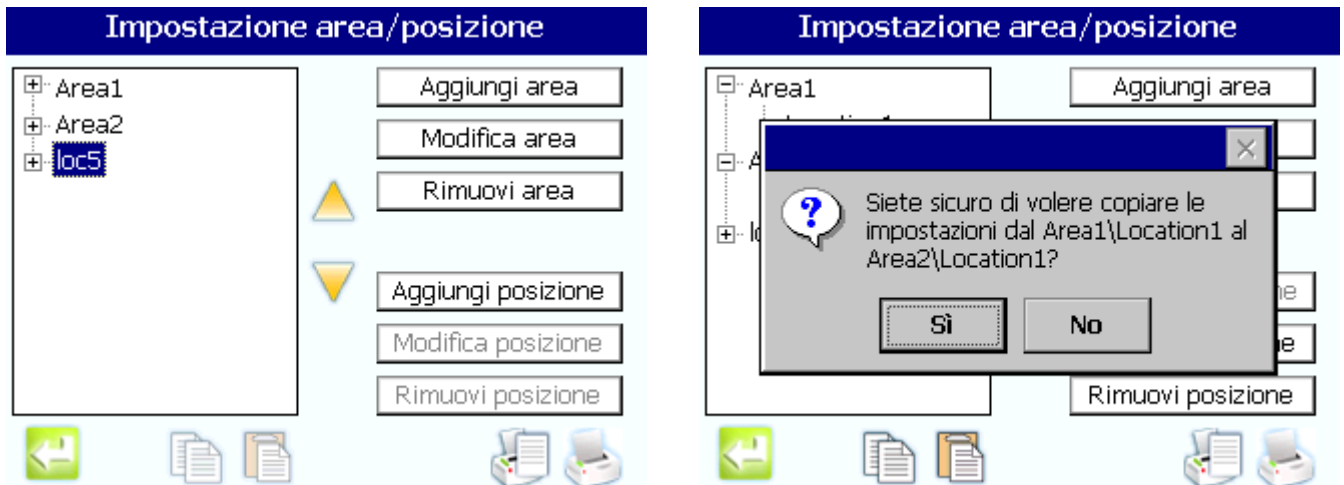 Impostazione area/posizione
Area1
Area2
loc5
Aggiungi area
Modifica area
Rimuovi area
Aggiungi posizione
Modifica posizione
Rimuovi posizione
Impostazione area/posizione
Area1
Aggiungi area
Siete sicuro di volere copiare le
impostazioni dal Area1\Location1 al
Area2\Location1?
Sì
No
Rimuovi posizione